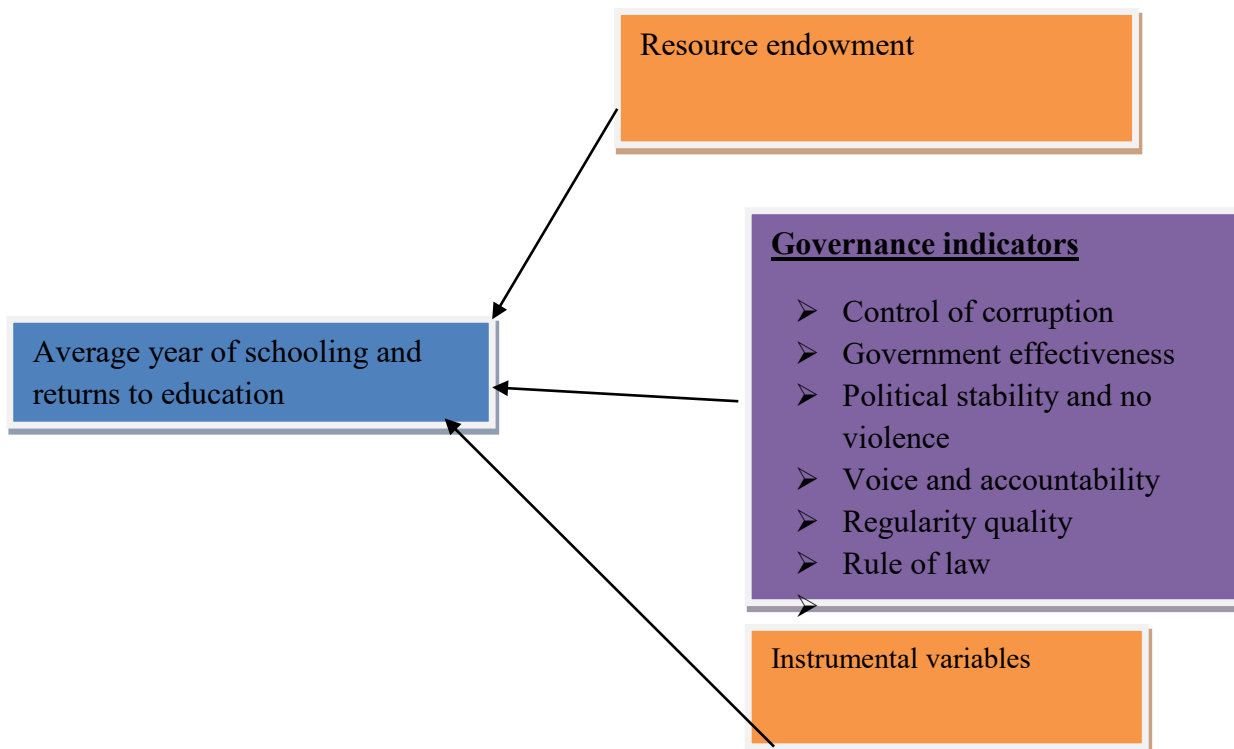 Resource endowment
Governance indicators
➢ Control of corruption
➢ Government effectiveness
➢ Political stability and no
violence
➢ Voice and accountability
➢ Regularity quality
➢ Rule of law
➢
Average year of schooling and
returns to education
Instrumental variables